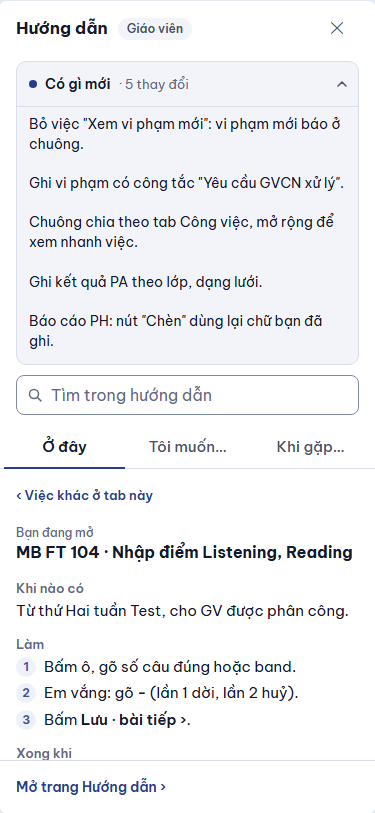 Hướng dẫn Giáo viên
Có gì mới · 5 thay đổi
Bỏ việc "Xem vi phạm mới": vi phạm mới báo ở
chuông.
Ghi vi phạm có công tắc "Yêu cầu GVCN xử lý".
Chuông chia theo tab Công việc, mở rộng để
xem nhanh việc.
Ghi kết quả PA theo lớp, dạng lưới.
Báo cáo PH: nút "Chèn" dùng lại chữ bạn đã
ghi.
Tìm trong hướng dẫn
Ở đây Tôi muốn... Khi gặp...
‹ Việc khác ở tab này
Bạn đang mở
MB FT 104 · Nhập điểm Listening, Reading
Khi nào có
Từ thứ Hai tuần Test, cho GV được phân công.
Làm
1 Bấm ô, gõ số câu đúng hoặc band.
2 Em vắng: gõ - (lần 1 dời, lần 2 huỷ).
3 Bấm Lưu · bài tiếp ›.
Xong khi
Mở trang Hướng dẫn ›